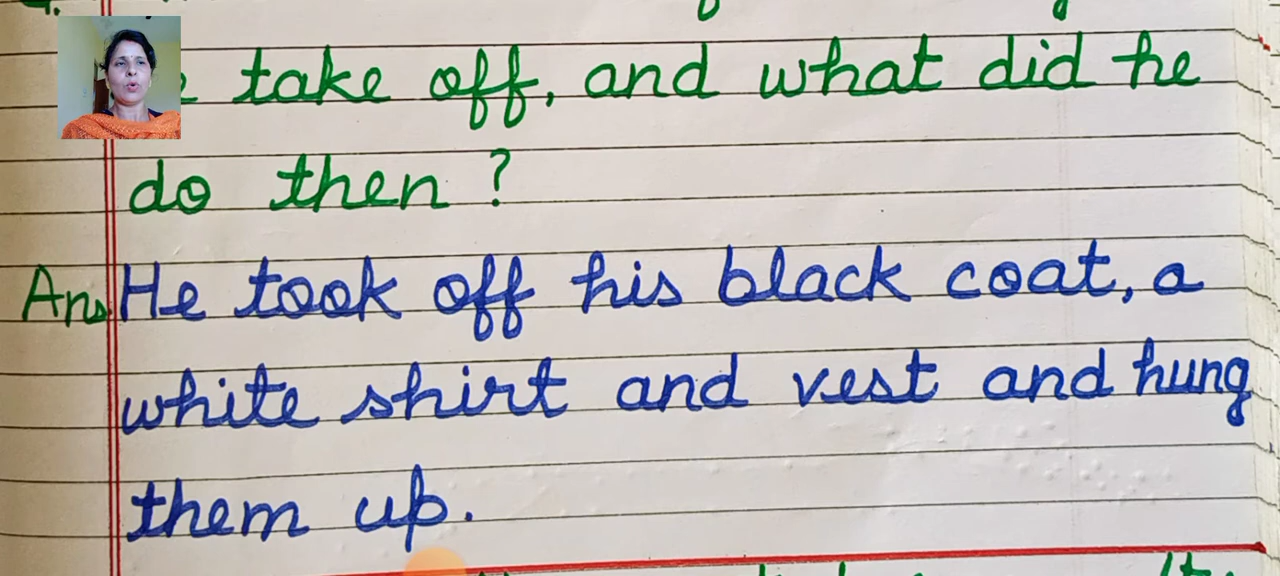 take off, and what did he
do then ?
Ans He took off his black coat, a
white shirt and vest and hung
them up.